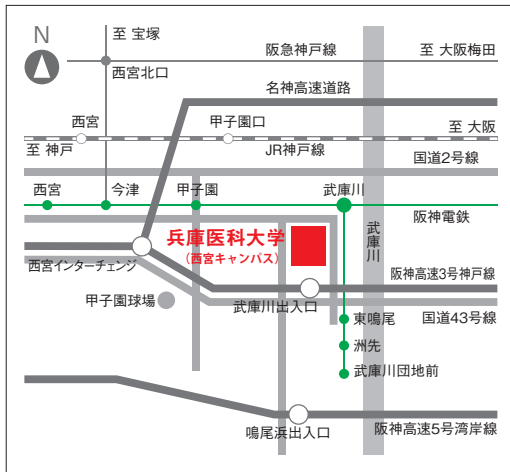 N
至 宝塚
阪急神戸線
至 大阪梅田
西宮北口
名神高速道路
西宮
甲子園口
至 大阪
至 神戸
JR神戸線
国道2号線
西宮
今津
甲子園
武庫川
阪神電鉄
兵庫医科大学
(西宮キャンパス)
武庫川
西宮インターチェンジ
阪神高速3号神戸線
甲子園球場
武庫川出入口
東鳴尾
国道43号線
洲先
武庫川団地前
鳴尾浜出入口
阪神高速5号湾岸線